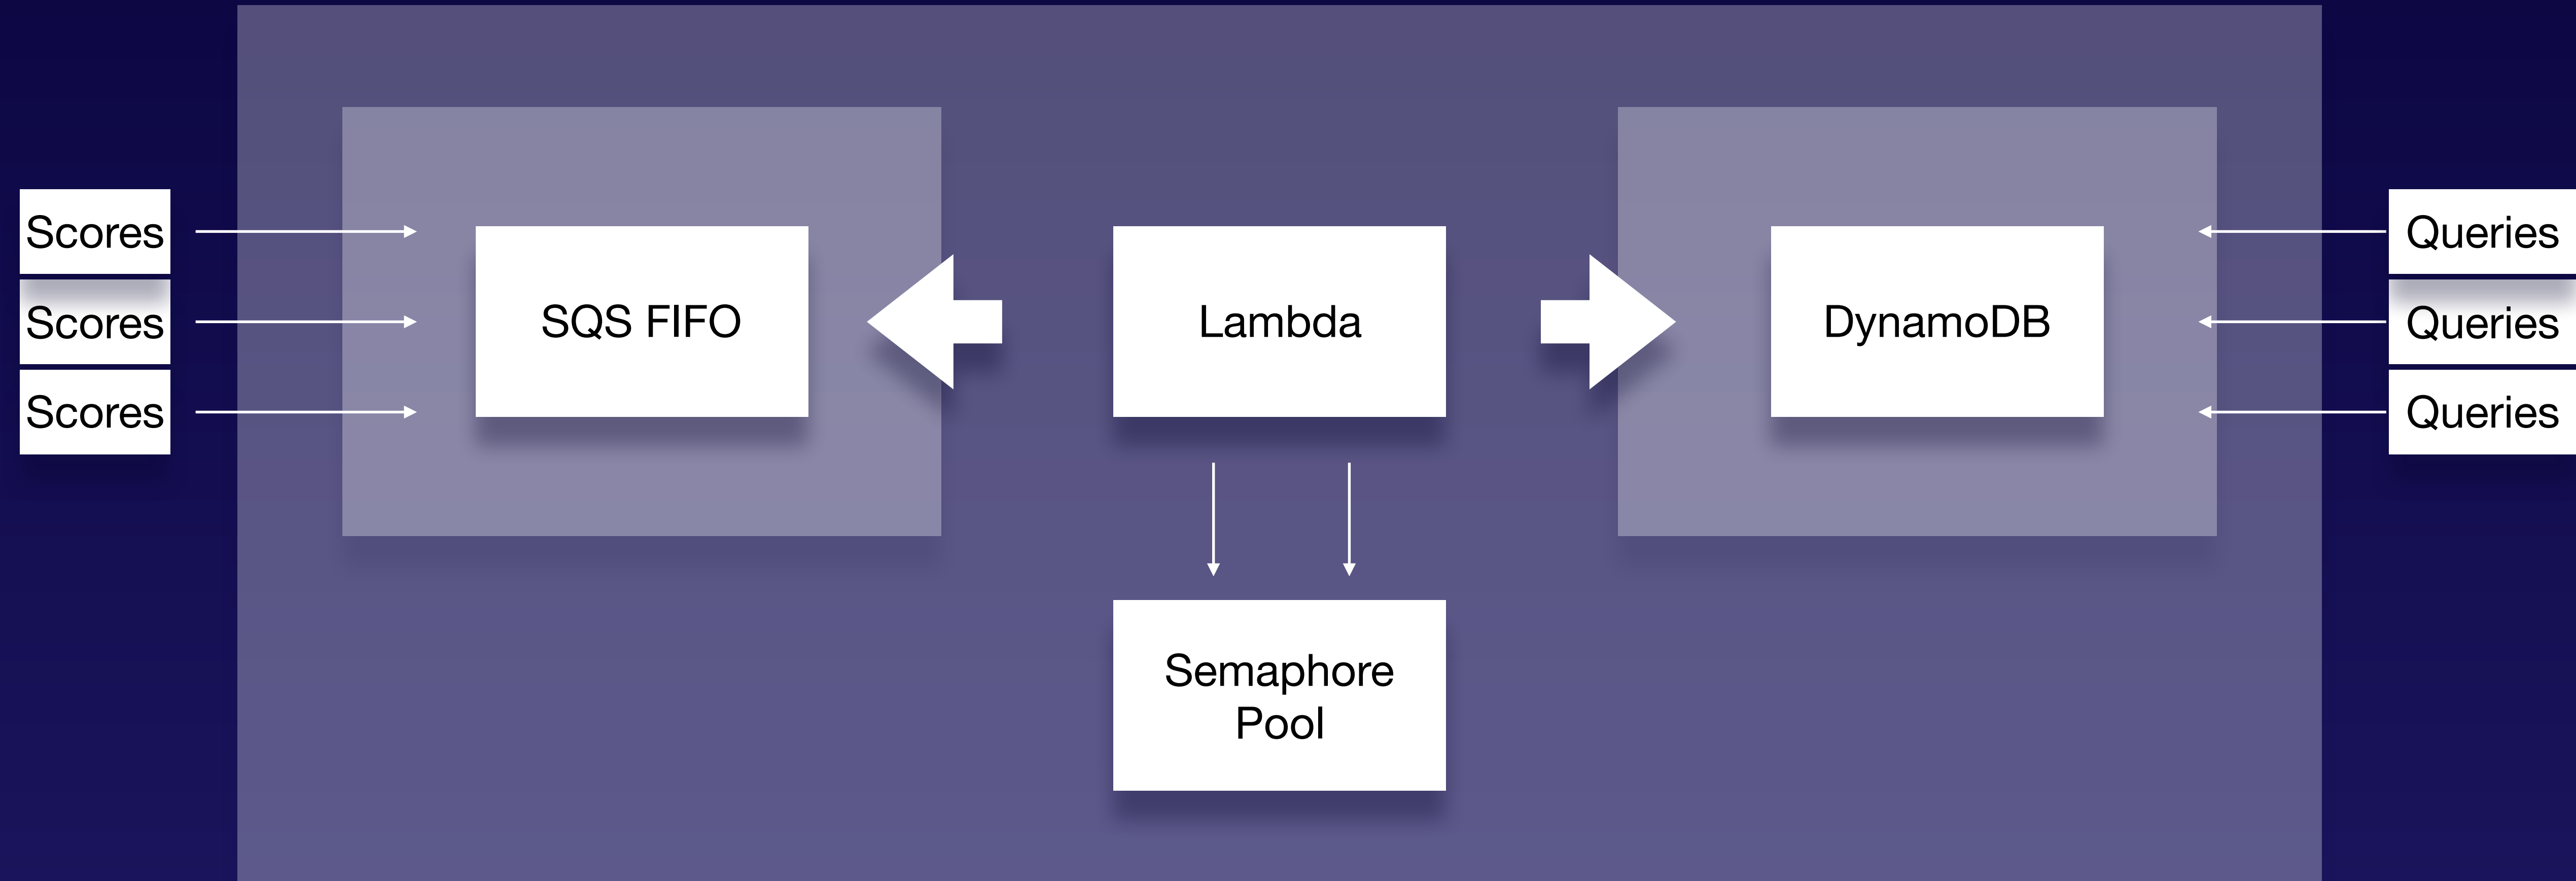 Scores
Scores
Scores
SQS FIFO
Lambda
Semaphore
Pool
DynamoDB
Queries
Queries
Queries